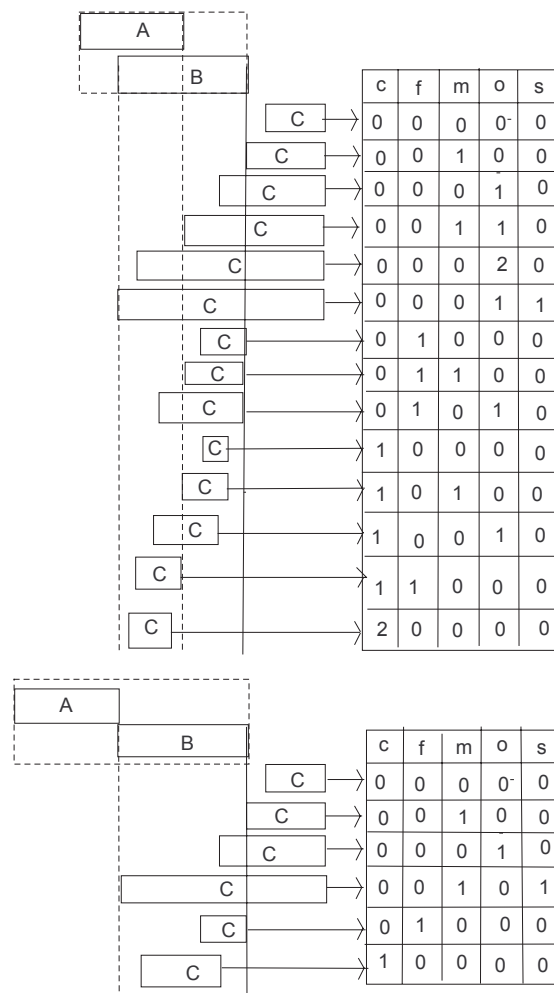 A
B
c f m o s
C 0 0 0 0- 0
C 0 0 1 0 0
C 0 0 0 1 0
C 0 0 1 1 0
C 0 0 0 2 0
C 0 0 0 1 1
C 0 1 0 0 0
C 0 1 1 0 0
C 0 1 0 1 0
C 1 0 0 0 0
C 1 0 1 0 0
C 1 0 0 1 0
C 1 1 0 0 0
C 2 0 0 0 0
A
B
c f m o s
C 0 0 0 0- 0
C 0 0 1 0 0
C 0 0 0 1 0
C 0 0 1 0 1
C 0 1 0 0 0
C 1 0 0 0 0